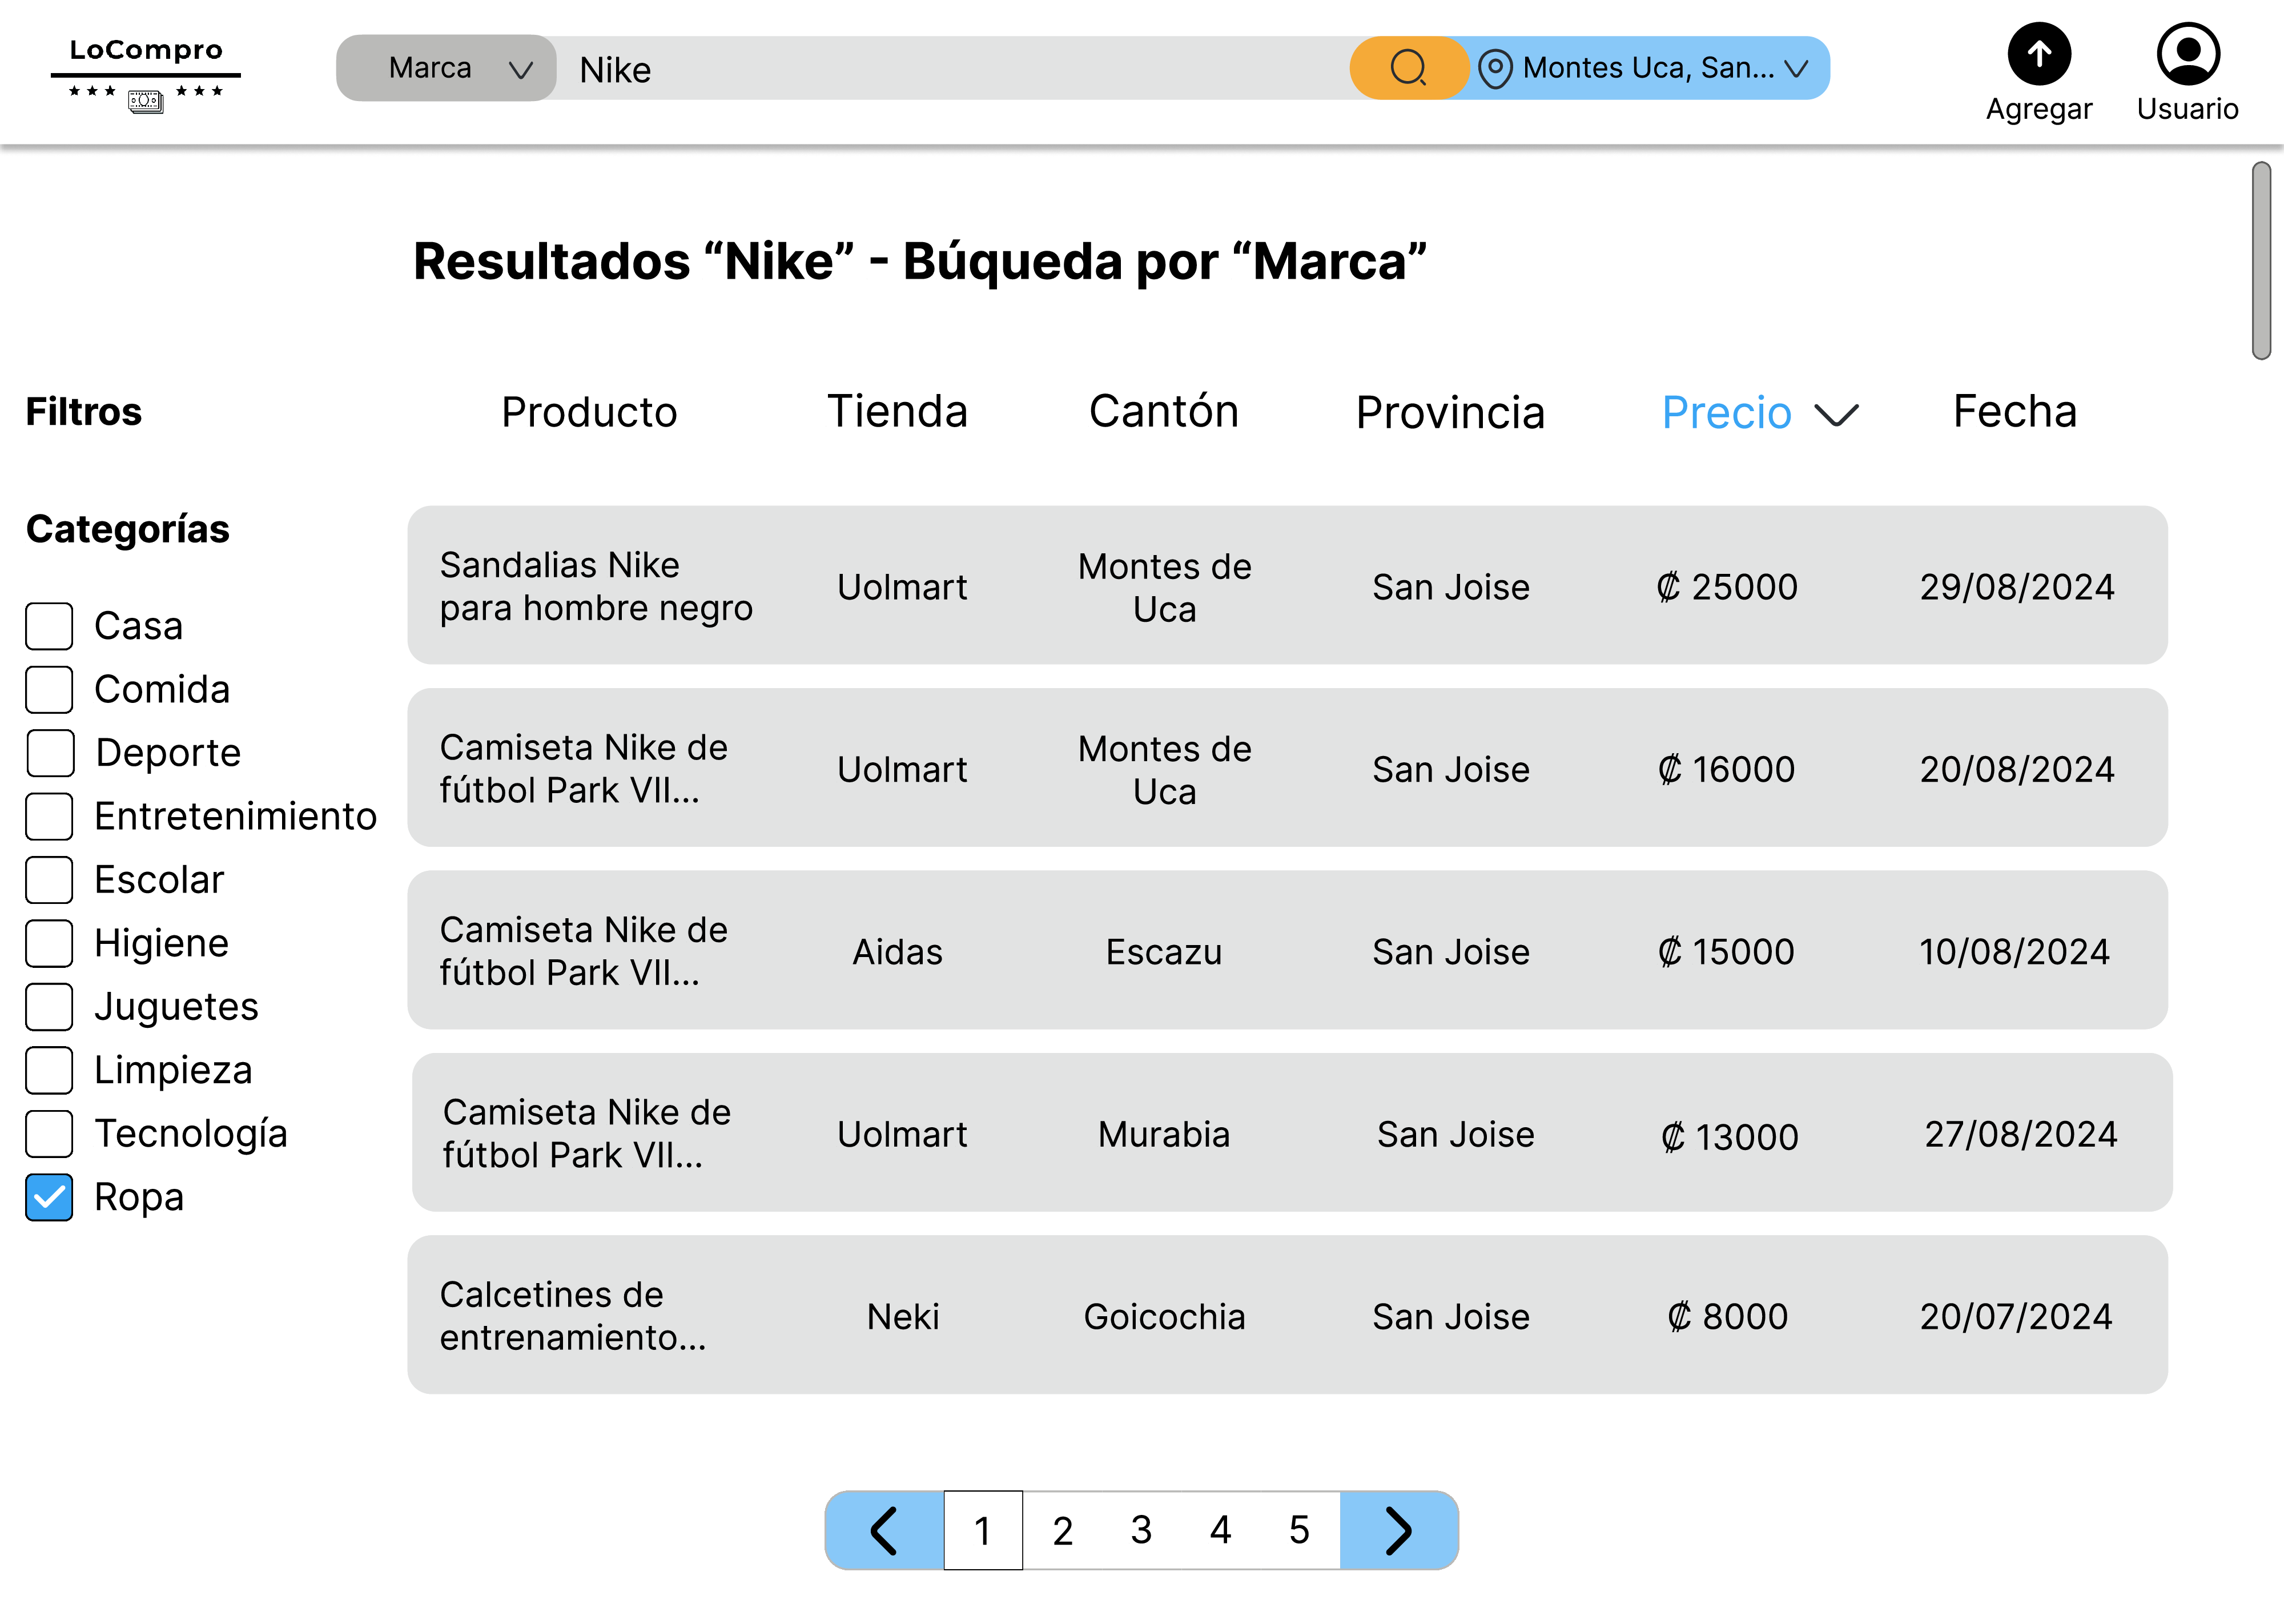 LoCompro
Marca
Nike
Montes Uca, San...
Agregar
Usuario
Resultados “Nike” - Búqueda por “Marca”
Filtros
Producto
Tienda
Cantón
Provincia
Precio
Fecha
Categorías
Casa
Comida
Deporte
Entretenimiento
Escolar
Higiene
Juguetes
Limpieza
Tecnología
Ropa
Sandalias Nike
para hombre negro
Uolmart
Montes de
Uca
San Joise
₡ 25000
29/08/2024
Camiseta Nike de
fútbol Park VII...
Uolmart
Montes de
Uca
San Joise
₡ 16000
20/08/2024
Camiseta Nike de
fútbol Park VII...
Aidas
Escazu
San Joise
₡ 15000
10/08/2024
Camiseta Nike de
fútbol Park VII...
Uolmart
Murabia
San Joise
₡ 13000
27/08/2024
Calcetines de
entrenamiento...
Neki
Goicochia
San Joise
₡ 8000
20/07/2024
1 2 3 4 5